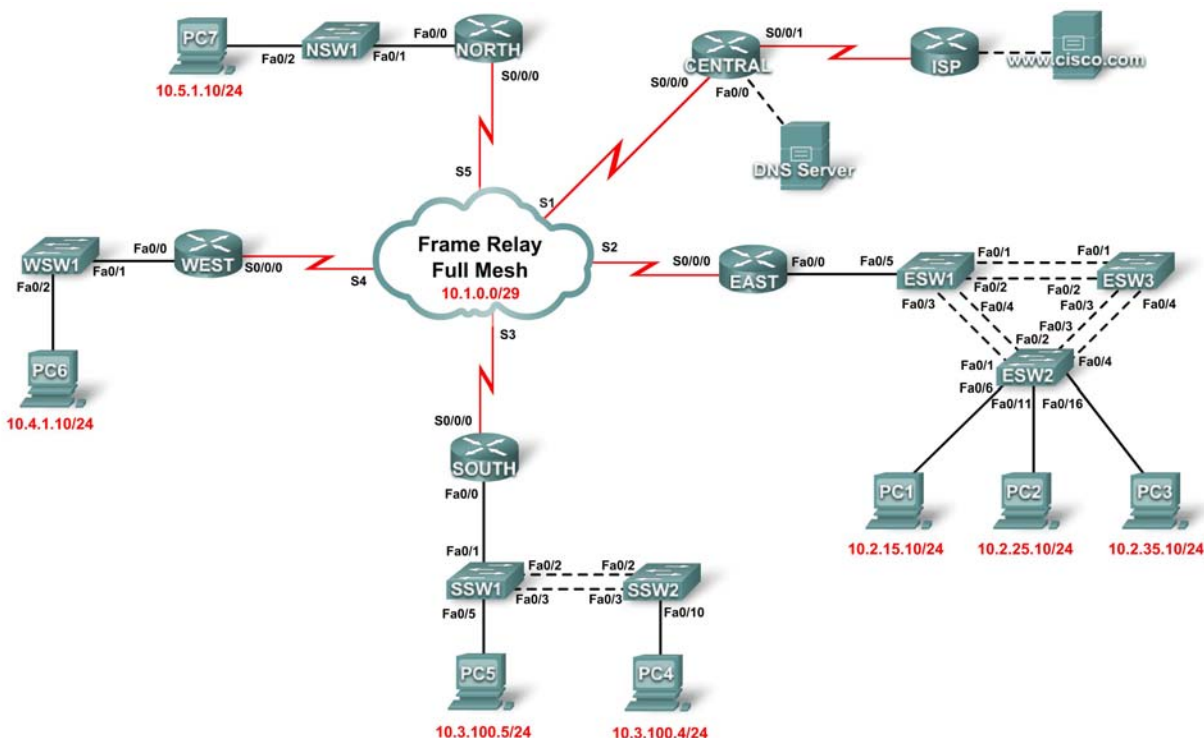 PC7
Fa0/2
NSW1
Fa0/1
Fa0/0
NORTH
S0/0/0
10.5.1.10/24
S0/0/1
CENTRAL
S0/0/0
Fa0/0
ISP
www.cisco.com
DNS Server
S5
S1
S2
S3
S4
Frame Relay
Full Mesh
10.1.0.0/29
WSW1
Fa0/0
Fa0/1
Fa0/2
WEST
S0/0/0
PC6
10.4.1.10/24
S0/0/0
EAST
Fa0/0
Fa0/5
ESW1
Fa0/1
Fa0/1
Fa0/2
Fa0/2
ESW3
Fa0/3
Fa0/4
Fa0/3
Fa0/4
Fa0/2
Fa0/1
ESW2
Fa0/4
Fa0/6
Fa0/11
Fa0/16
PC1
PC2
PC3
10.2.15.10/24
10.2.25.10/24
10.2.35.10/24
S0/0/0
SOUTH
Fa0/0
Fa0/1
Fa0/2
Fa0/2
SSW1
Fa0/3
Fa0/3
SSW2
Fa0/5
Fa0/10
PC5
PC4
10.3.100.5/24
10.3.100.4/24